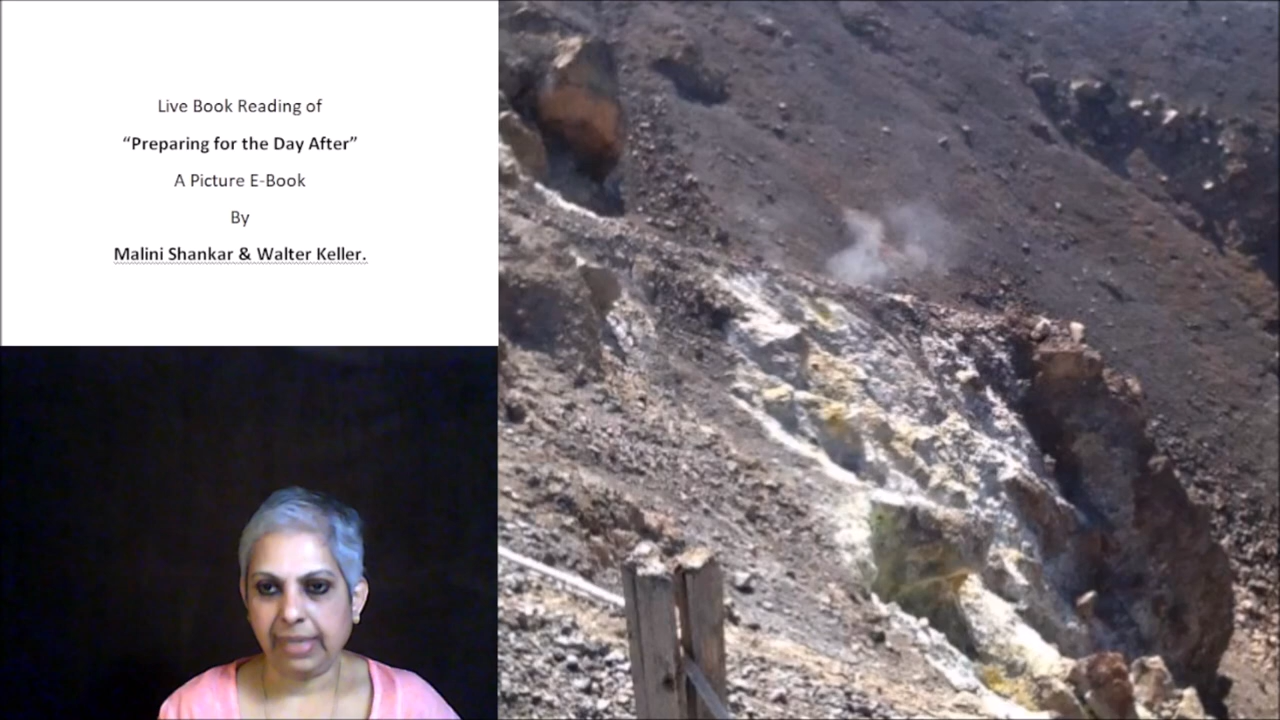 Live Book Reading of
“Preparing for the Day After”
A Picture E-Book
By
Malini Shankar & Walter Keller.